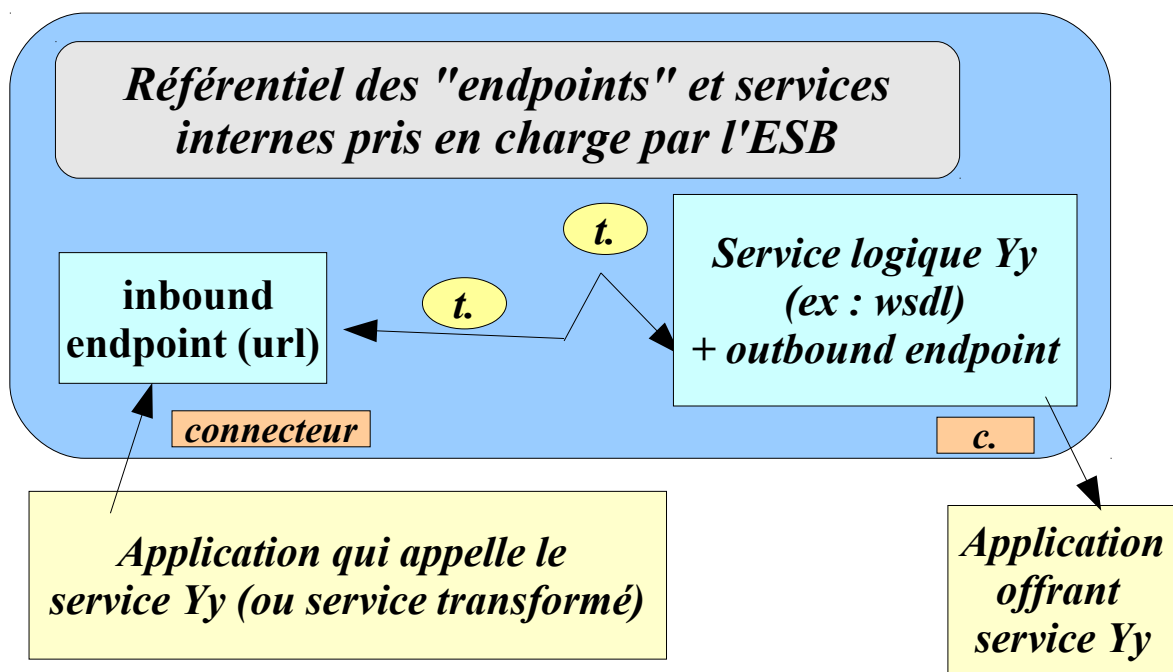 Référentiel des "endpoints" et services
internes pris en charge par l'ESB
t.
t.
inbound
endpoint (url)
Service logique Yy
(ex : wsdl)
+ outbound endpoint
connecteur
c.
Application qui appelle le
service Yy (ou service transformé)
Application
offrant
service Yy